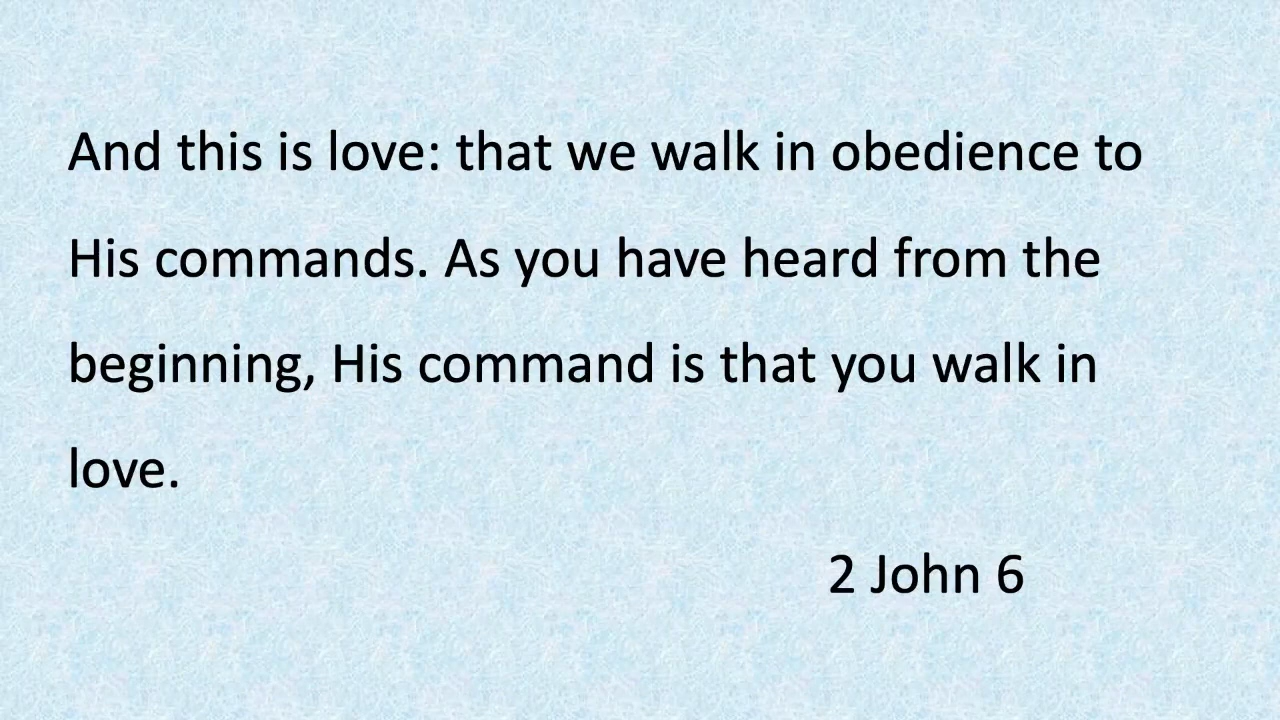 And this is love: that we walk in obedience to
His commands. As you have heard from the
beginning, His command is that you walk in
love.
2 John 6